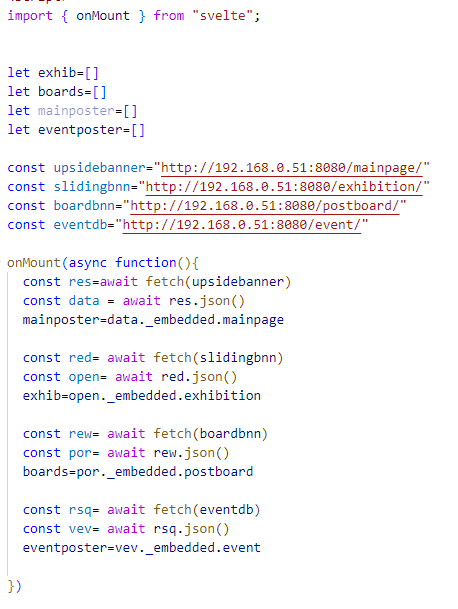 import { onMount } from "svelte";
let exhib=[]
let boards=[]
let mainposter=[]
let eventposter=[]
const upsidebanner="http://192.168.0.51:8080/mainpage/"
const slidingbnn="http://192.168.0.51:8080/exhibition/"
const boardbnn="http://192.168.0.51:8080/postboard/"
const eventdb="http://192.168.0.51:8080/event/"
onMount(async function(){
const res=await fetch(upsidebanner)
const data = await res.json()
mainposter=data._embedded.mainpage
const red= await fetch(slidingbnn)
const open= await red.json()
exhib=open._embedded.exhibition
const rew= await fetch(boardbnn)
const por= await rew.json()
boards=por._embedded.postboard
const rsq= await fetch(eventdb)
const vev= await rsq.json()
eventposter=vev._embedded.event
})